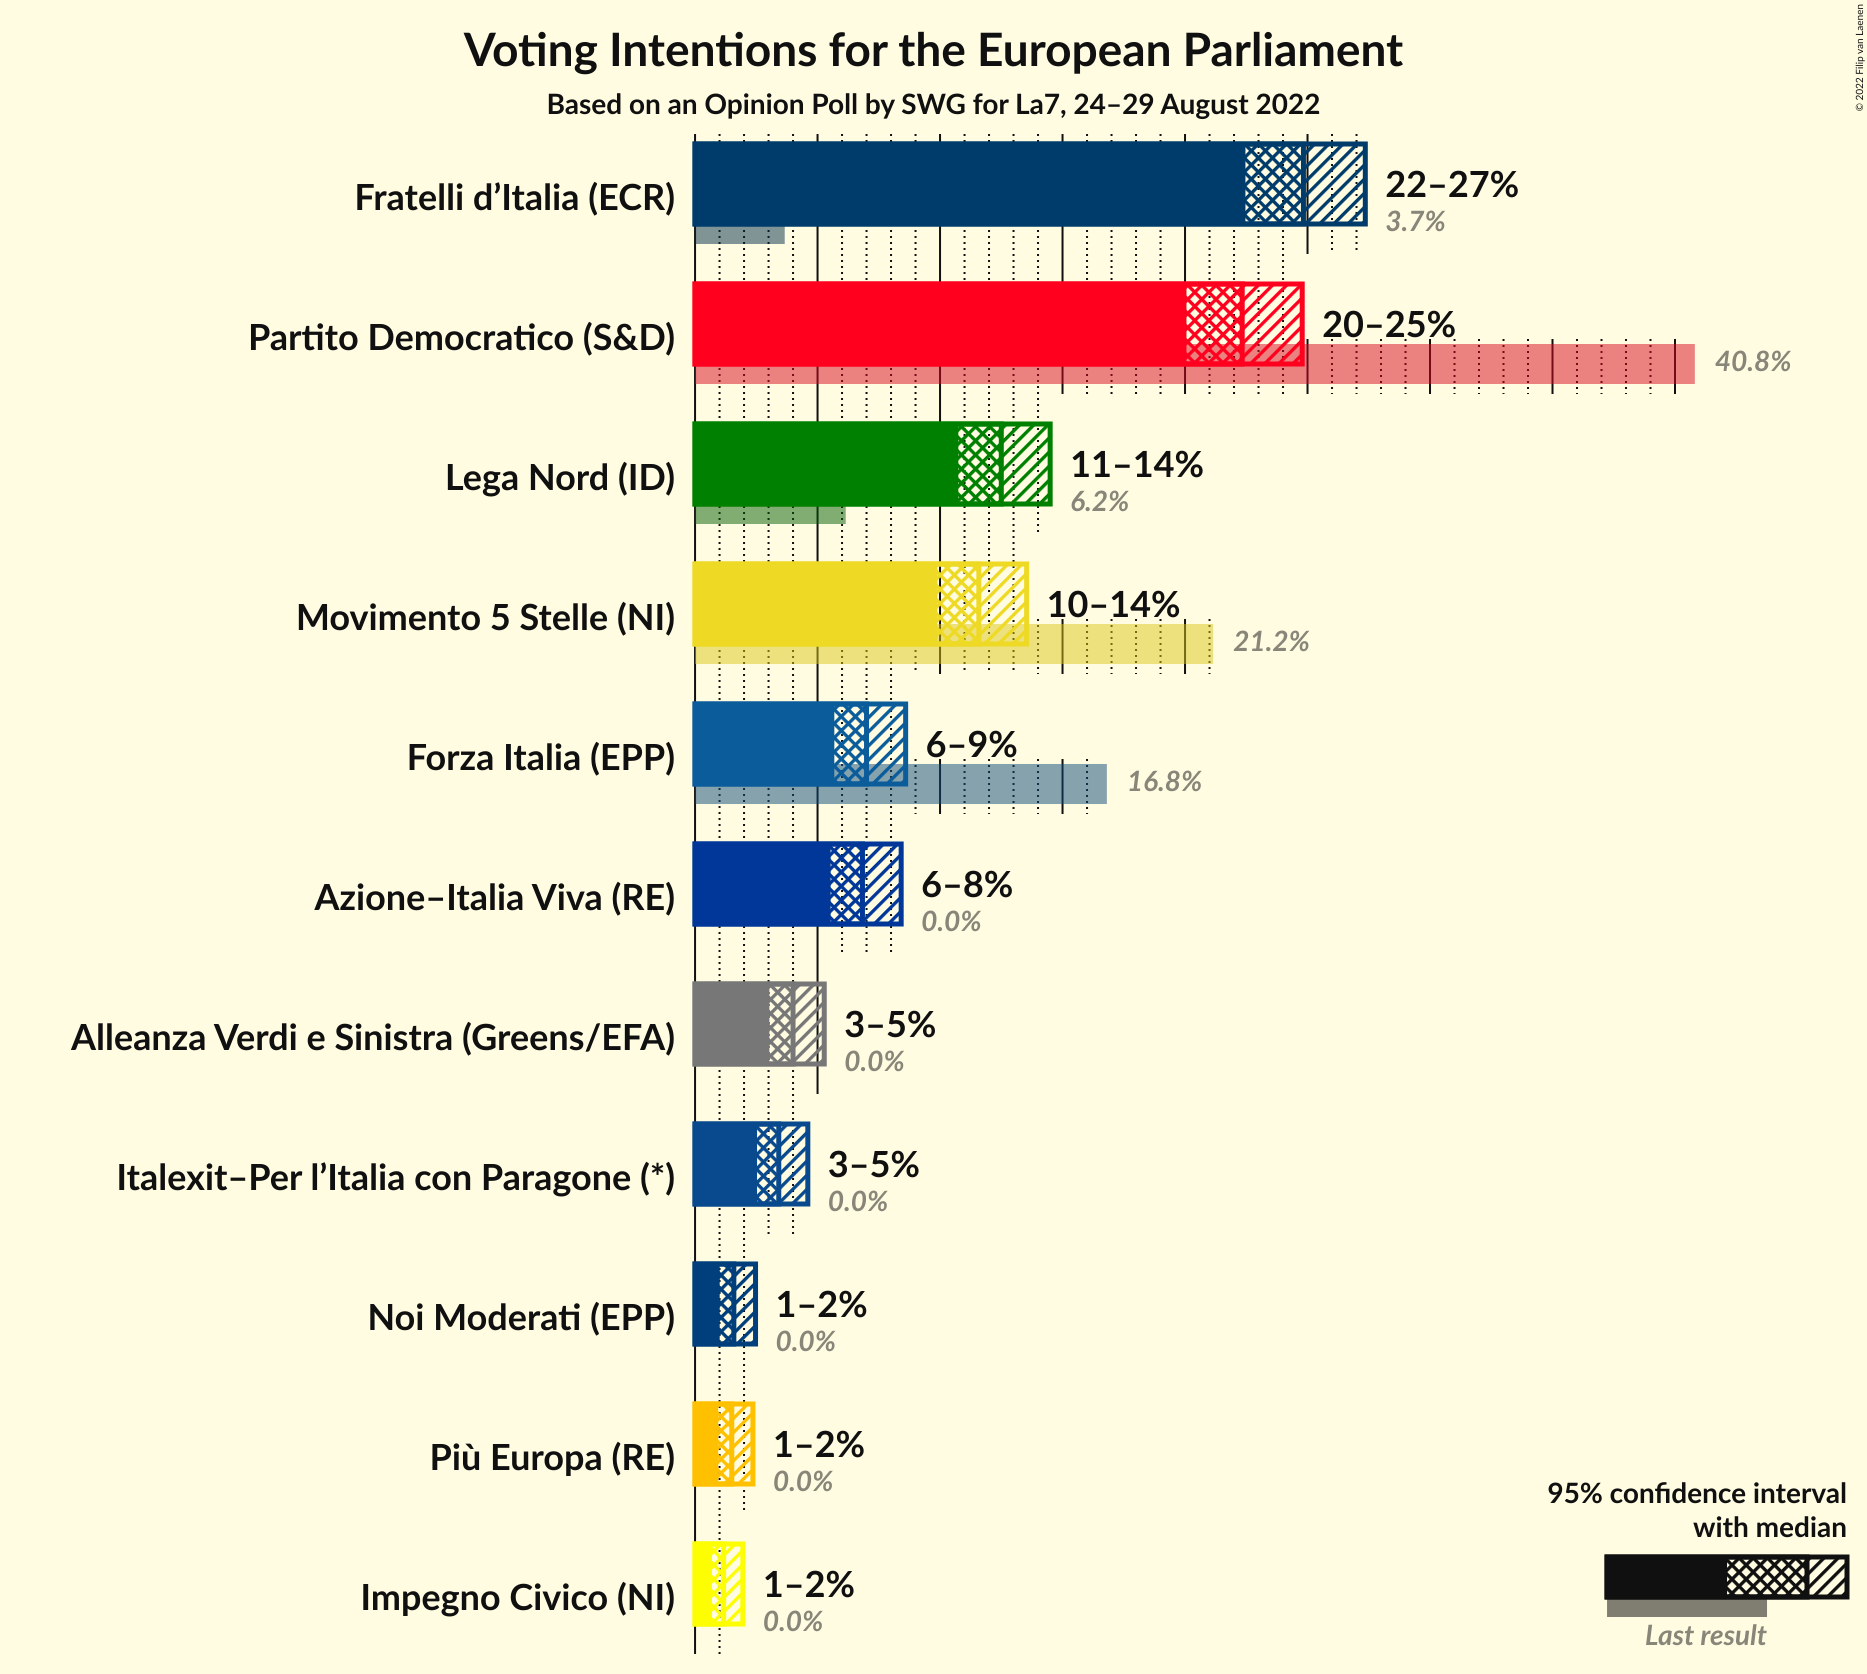 Voting Intentions for the European Parliament
Based on an Opinion Poll by SWG for La7, 24–29 August 2022
© 2022 Filip van Laenen
Fratelli d’Italia (ECR)
22–27%
3.7%
Partito Democratico (S&D)
20–25%
40.8%
Lega Nord (ID)
11–14%
6.2%
Movimento 5 Stelle (NI)
10–14%
21.2%
Forza Italia (EPP)
6–9%
16.8%
Azione–Italia Viva (RE)
6–8%
0.0%
Alleanza Verdi e Sinistra (Greens/EFA)
3–5%
0.0%
Italexit–Per l’Italia con Paragone (*)
3–5%
0.0%
Noi Moderati (EPP)
1–2%
0.0%
Più Europa (RE)
1–2%
0.0%
Impegno Civico (NI)
1–2%
0.0%
95% confidence interval
with median
Last result